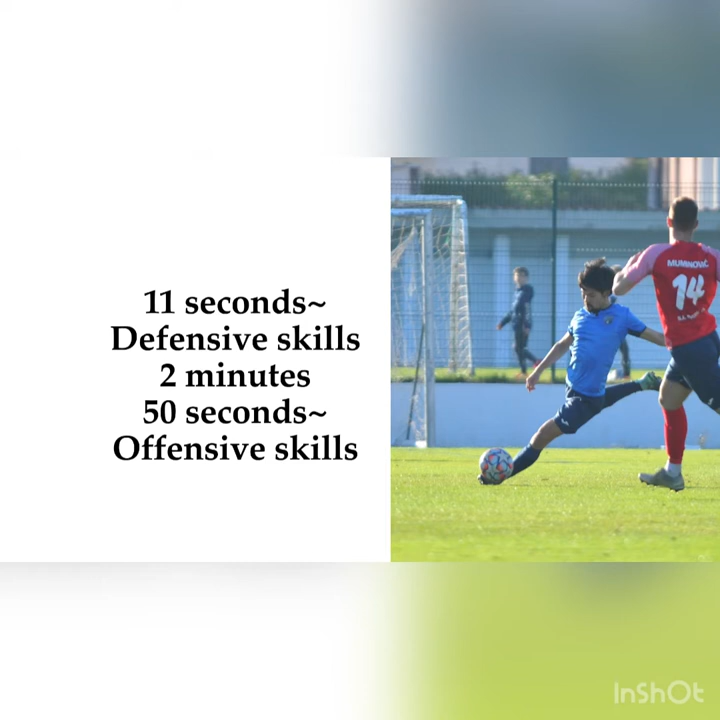 11 seconds~
Defensive skills
2 minutes
50 seconds~
Offensive skills
MUMINOVIĆ
14
InShOt